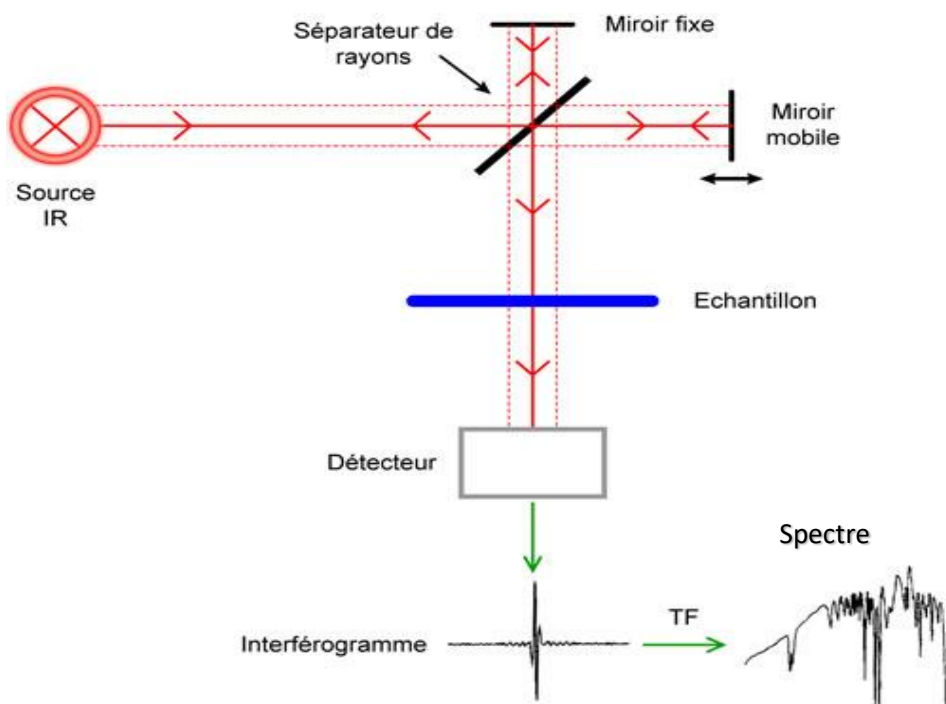 Miroir fixe
Séparateur de
rayons
Miroir
mobile
Source
IR
Echantillon
Détecteur
Spectre
Interférogramme
TF